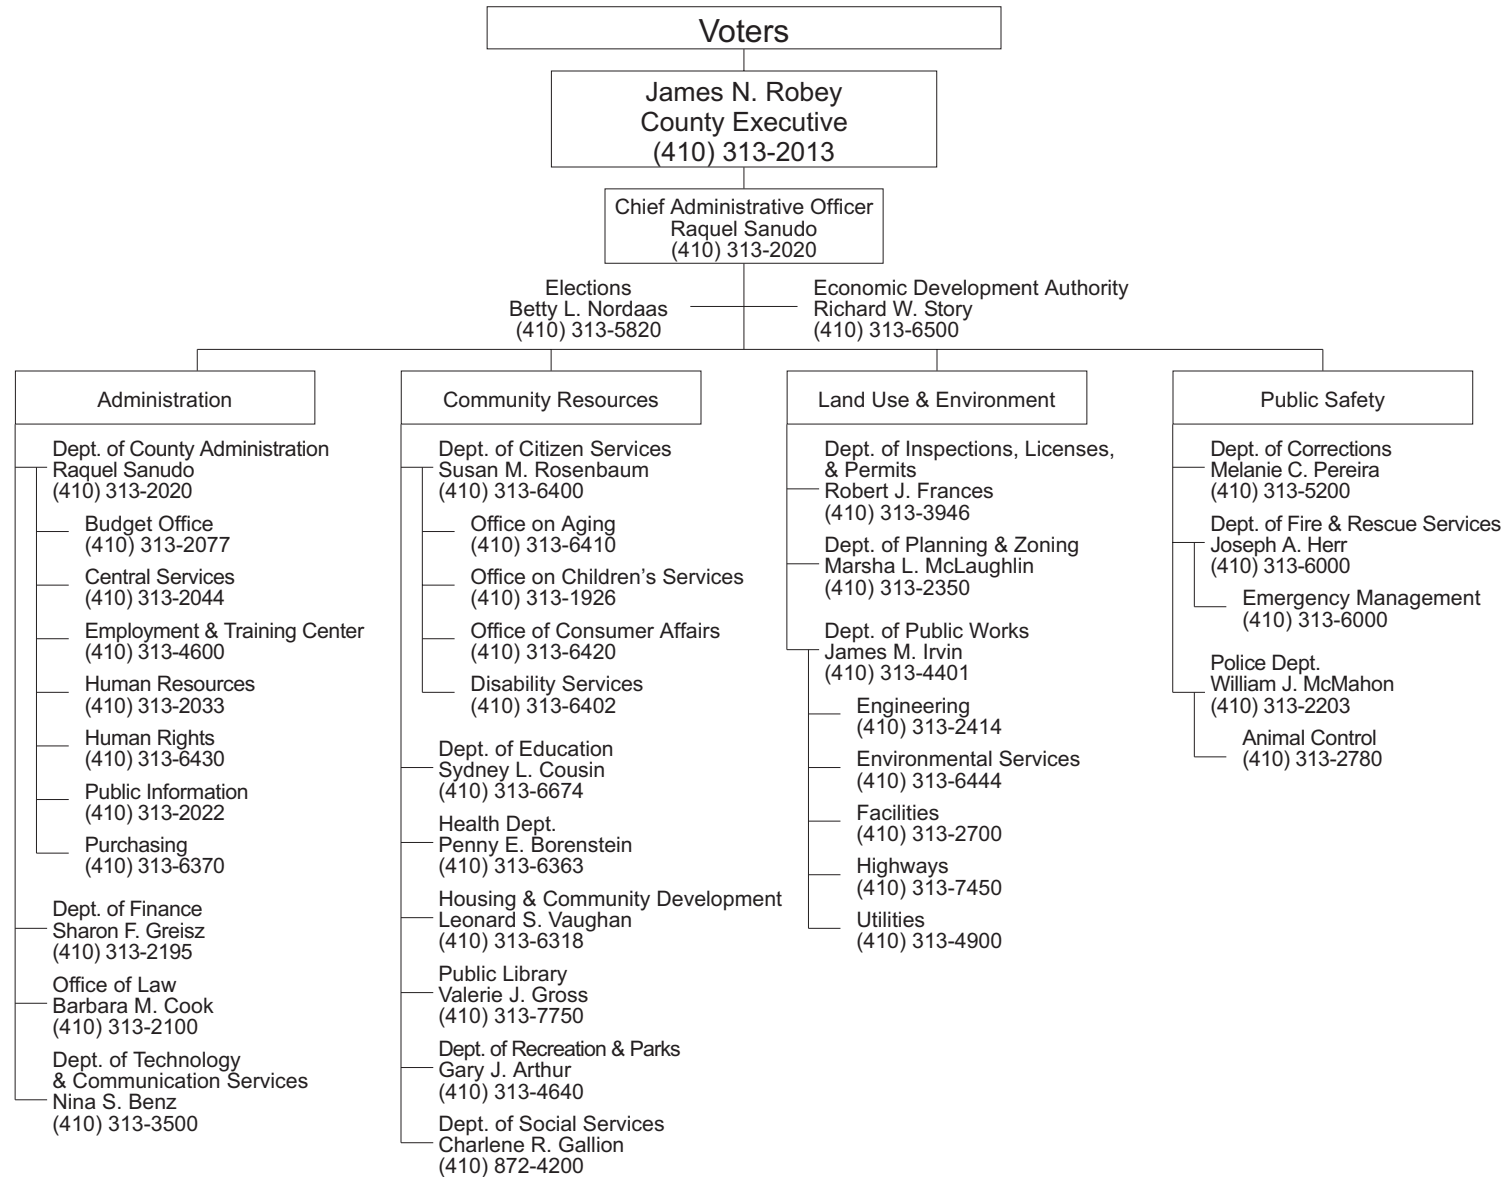 Voters
James N. Robey
County Executive
(410) 313-2013
Chief Administrative Officer
Raquel Sanudo
(410) 313-2020
Elections
Betty L. Nordaas
(410) 313-5820
Economic Development Authority
Richard W. Story
(410) 313-6500
Administration
Dept. of County Administration
Raquel Sanudo
(410) 313-2020
Budget Office
(410) 313-2077
Central Services
(410) 313-2044
Employment & Training Center
(410) 313-4600
Human Resources
(410) 313-2033
Human Rights
(410) 313-6430
Public Information
(410) 313-2022
Purchasing
(410) 313-6370
Dept. of Finance
Sharon F. Greisz
(410) 313-2195
Office of Law
Barbara M. Cook
(410) 313-2100
Dept. of Technology
& Communication Services
Nina S. Benz
(410) 313-3500
Community Resources
Dept. of Citizen Services
Susan M. Rosenbaum
(410) 313-6400
Office on Aging
(410) 313-6410
Office on Children's Services
(410) 313-1926
Office of Consumer Affairs
(410) 313-6420
Disability Services
(410) 313-6402
Dept. of Education
Sydney L. Cousin
(410) 313-6674
Health Dept.
Penny E. Borenstein
(410) 313-6363
Housing & Community Development
Leonard S. Vaughan
(410) 313-6318
Public Library
Valerie J. Gross
(410) 313-7750
Dept. of Recreation & Parks
Gary J. Arthur
(410) 313-4640
Dept. of Social Services
Charlene R. Gallion
(410) 872-4200
Land Use & Environment
Dept. of Inspections, Licenses,
& Permits
Robert J. Frances
(410) 313-3946
Dept. of Planning & Zoning
Marsha L. McLaughlin
(410) 313-2350
Dept. of Public Works
James M. Irvin
(410) 313-4401
Engineering
(410) 313-2414
Environmental Services
(410) 313-6444
Facilities
(410) 313-2700
Highways
(410) 313-7450
Utilities
(410) 313-4900
Public Safety
Dept. of Corrections
Melanie C. Pereira
(410) 313-5200
Dept. of Fire & Rescue Services
Joseph A. Herr
(410) 313-6000
Emergency Management
(410) 313-6000
Police Dept.
William J. McMahon
(410) 313-2203
Animal Control
(410) 313-2780